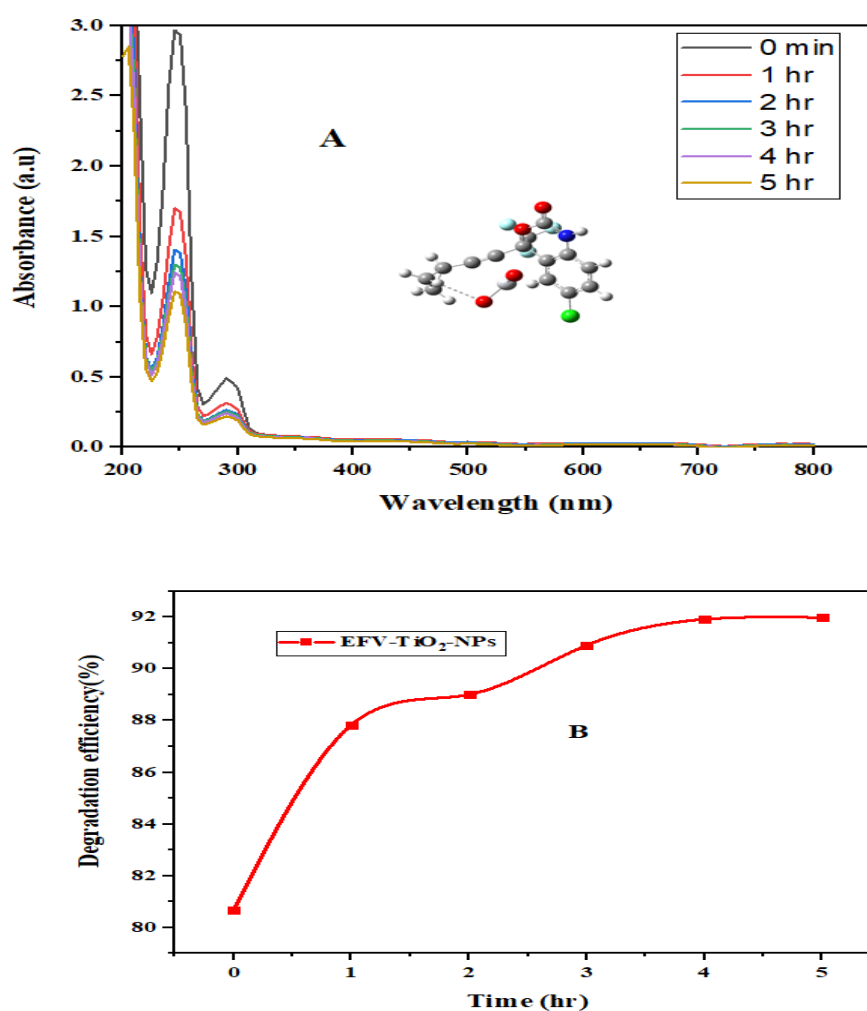 3.0
2.5
2.0
1.5
1.0
0.5
0.0
Absorbance (a.u)
A
0 min
1 hr
2 hr
3 hr
4 hr
5 hr
200 300 400 500 600 700 800
Wavelength (nm)
92
90
88
86
84
82
80
Degradation efficiency(%)
EFV-TiO₂-NPs
B
0 1 2 3 4 5
Time (hr)